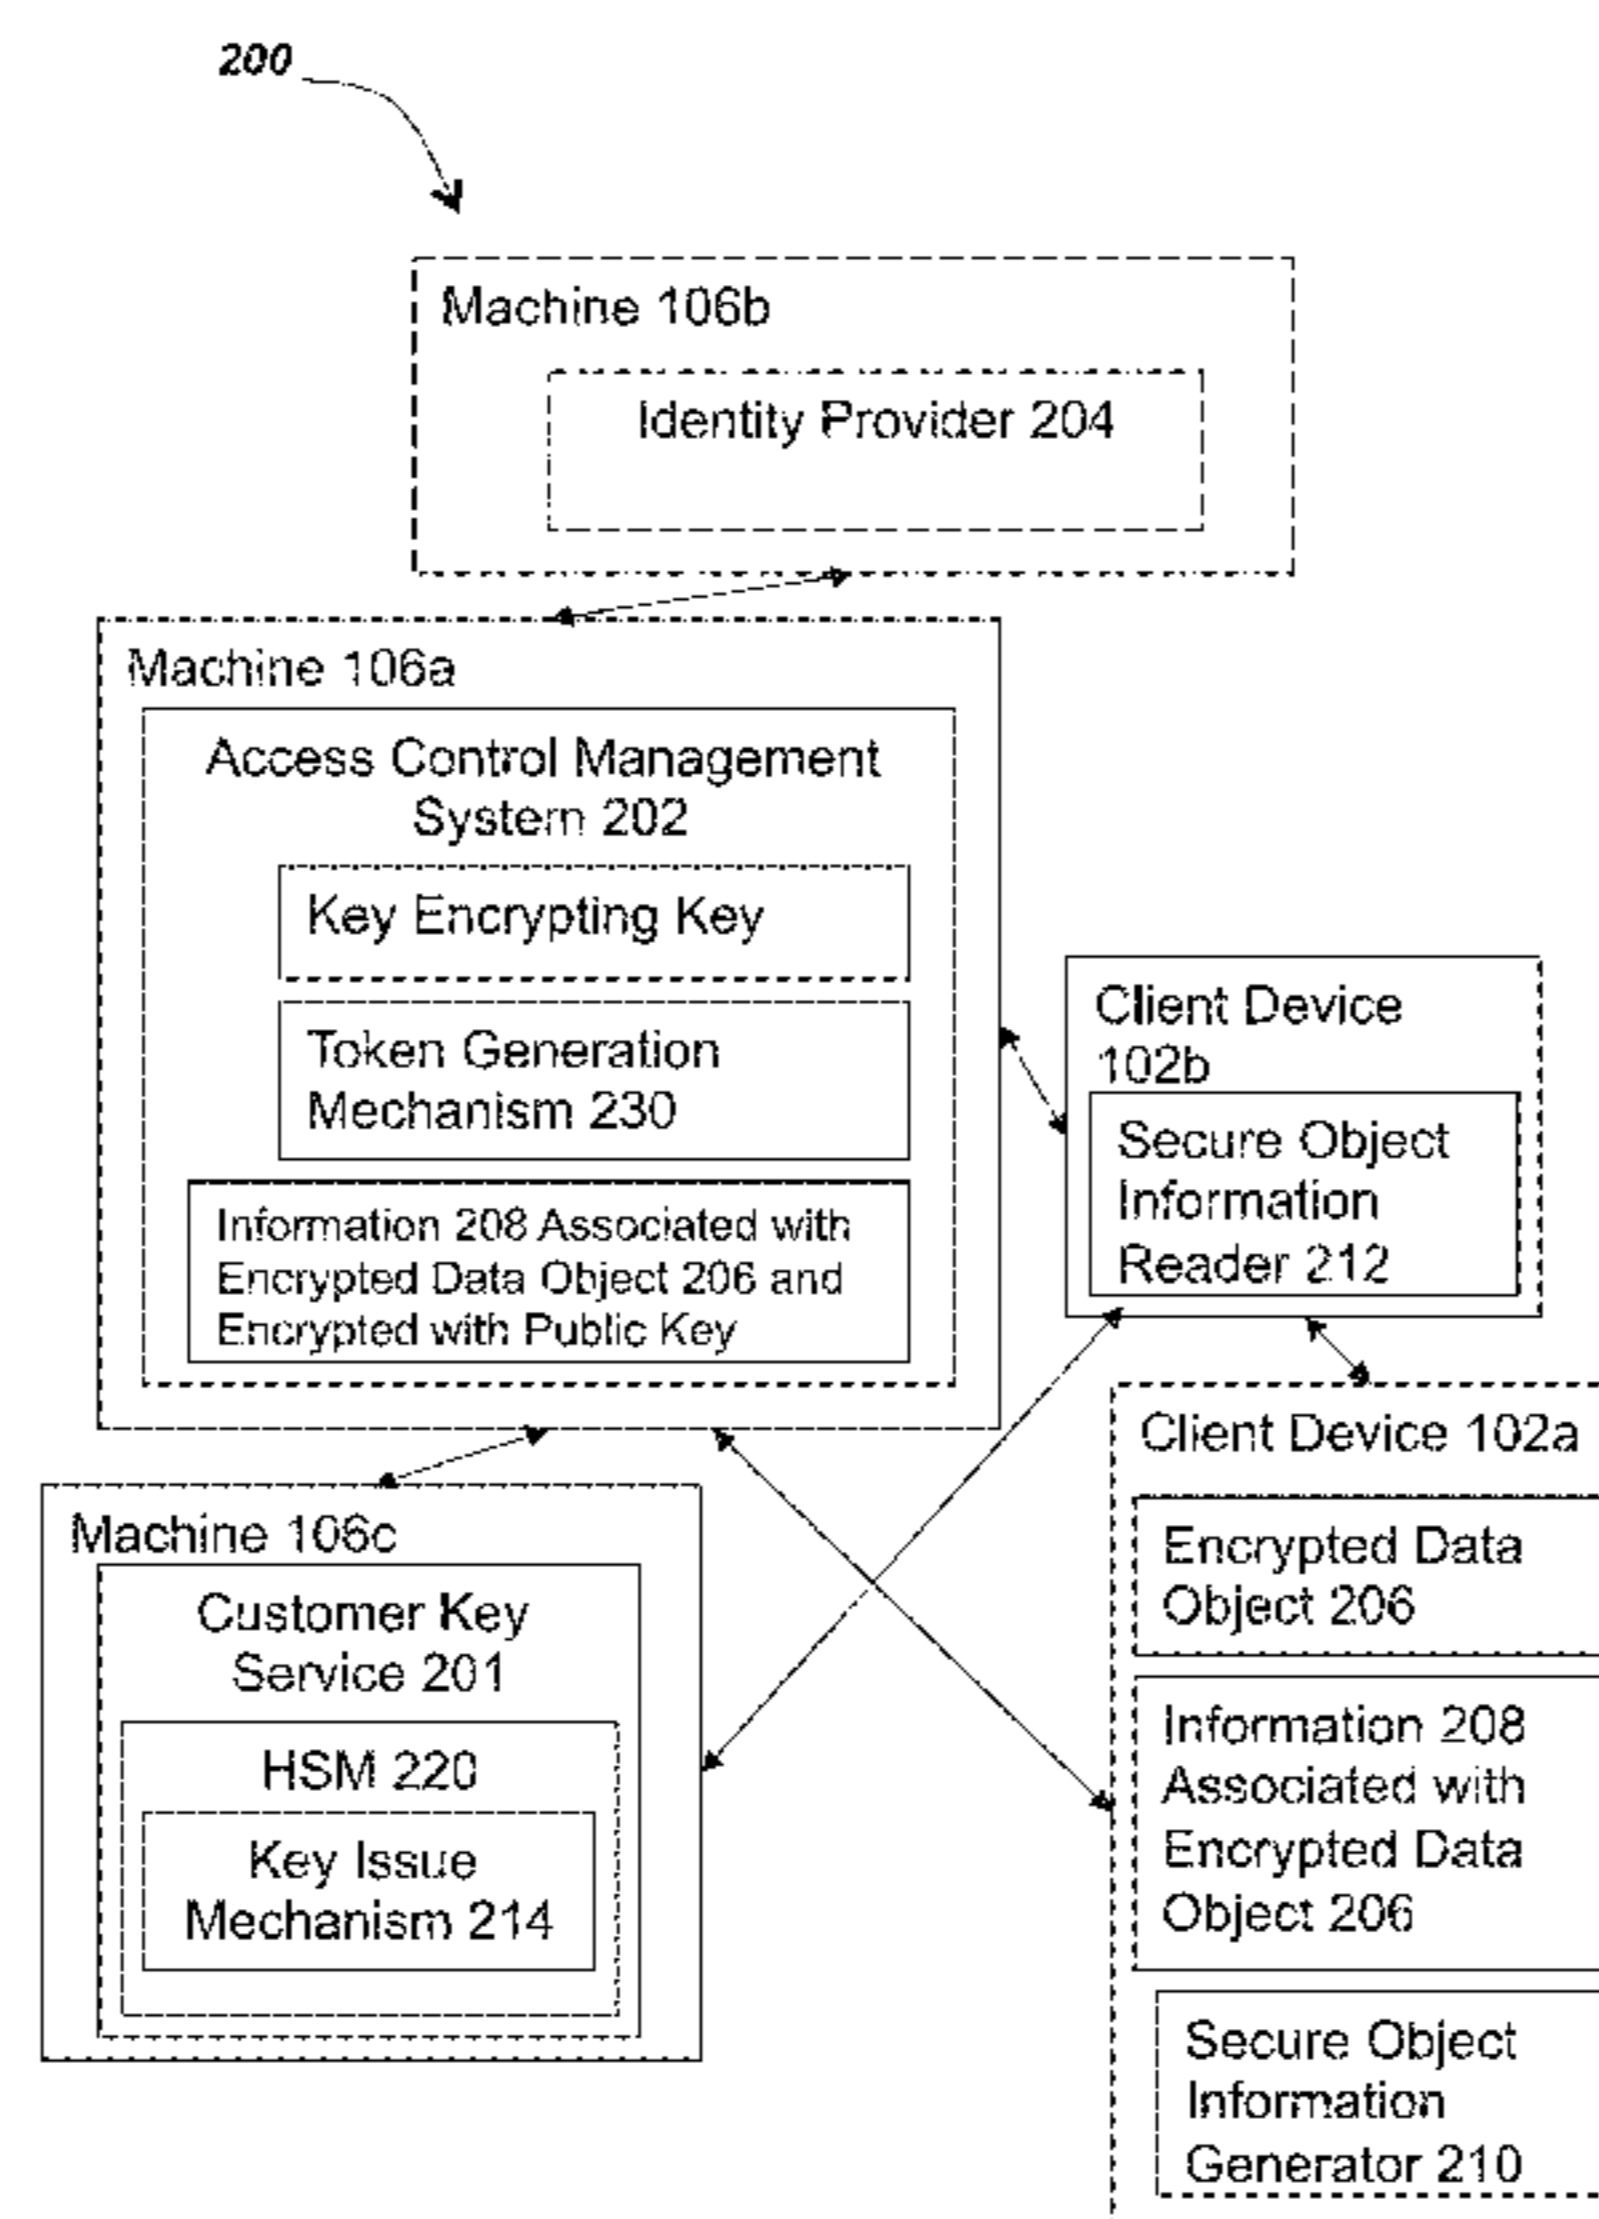 200
Machine 106b
Identity Provider 204
Machine 106a
Access Control Management
System 202
Key Encrypting Key
Token Generation
Mechanism 230
Information 208 Associated with
Encrypted Data Object 206 and
Encrypted with Public Key
Client Device
102b
Secure Object
Information
Reader 212
Machine 106c
Customer Key
Service 201
HSM 220
Key Issue
Mechanism 214
Client Device 102a
Encrypted Data
Object 206
Information 208
Associated with
Encrypted Data
Object 206
Secure Object
Information
Generator 210